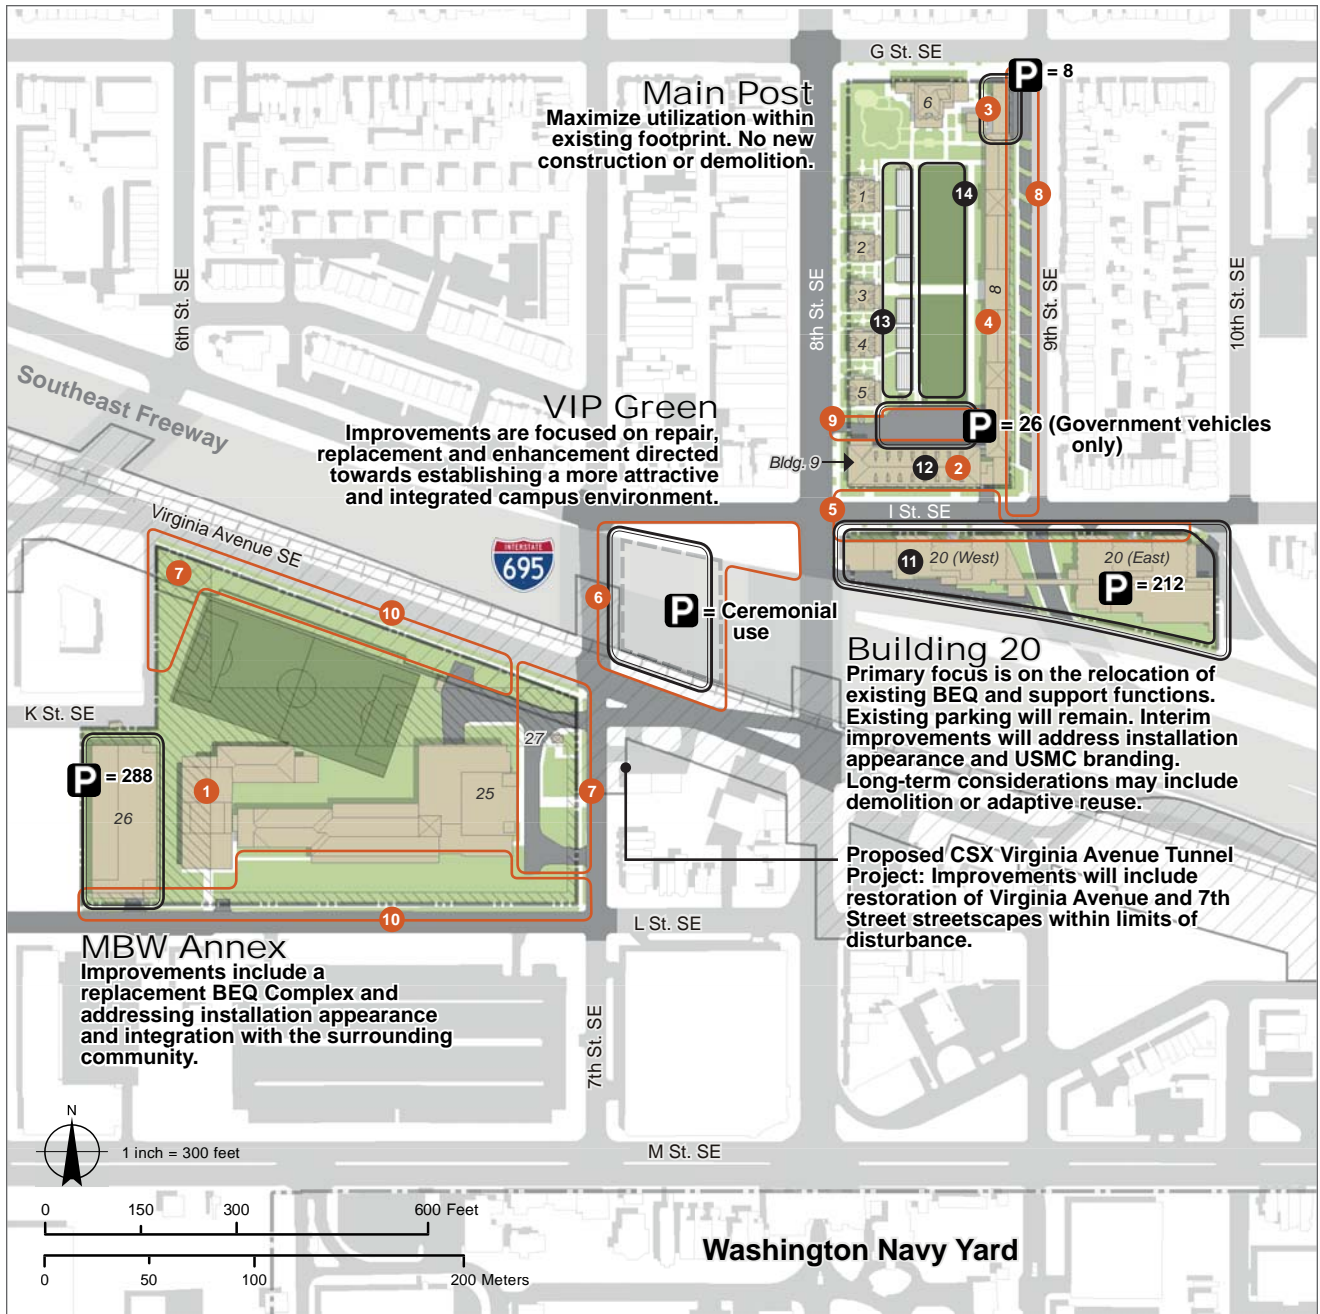 G St. SE
P = 8
Main Post
Maximize utilization within
existing footprint. No new
construction or demolition.
6
3
14
8
1
2
3
4
5
13
8
4
6th St. SE
8th St. SE
9th St. SE
10th St. SE
Southeast Freeway
VIP Green
Improvements are focused on repair,
replacement and enhancement directed
towards establishing a more attractive
and integrated campus environment.
9
P = 26 (Government vehicles
only)
Bldg. 9
12
2
5
I St. SE
Virginia Avenue SE
INTERSTATE
695
7
10
6
P = Ceremonial
use
11
20 (West)
20 (East)
P = 212
Building 20
Primary focus is on the relocation of
existing BEQ and support functions.
Existing parking will remain. Interim
improvements will address installation
appearance and USMC branding.
Long-term considerations may include
demolition or adaptive reuse.
K St. SE
27
P = 288
26
1
25
7
Proposed CSX Virginia Avenue Tunnel
Project: Improvements will include
restoration of Virginia Avenue and 7th
Street streetscapes within limits of
disturbance.
10
L St. SE
MBW Annex
Improvements include a
replacement BEQ Complex and
addressing installation appearance
and integration with the surrounding
community.
7th St. SE
N
1 inch = 300 feet
M St. SE
0 150 300 600 Feet
0 50 100 200 Meters
Washington Navy Yard